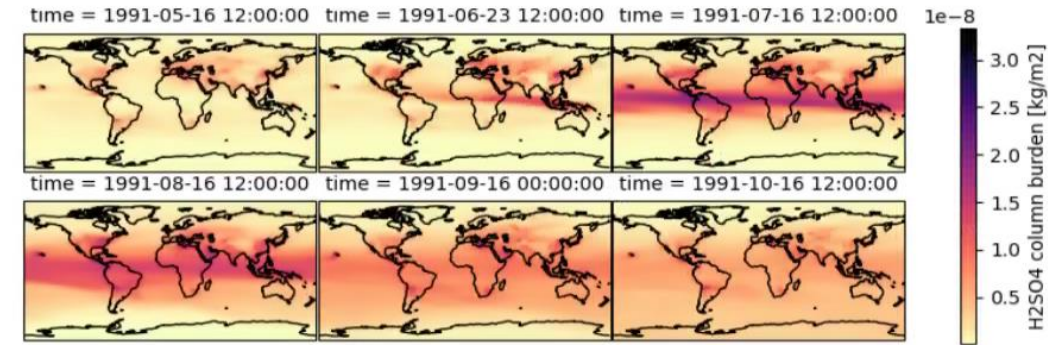 time = 1991-05-16 12:00:00
time = 1991-06-23 12:00:00
time = 1991-07-16 12:00:00
1e−8
time = 1991-08-16 12:00:00
time = 1991-09-16 00:00:00
time = 1991-10-16 12:00:00
3.0
2.5
2.0
1.5
1.0
0.5
H2SO4 column burden [kg/m2]